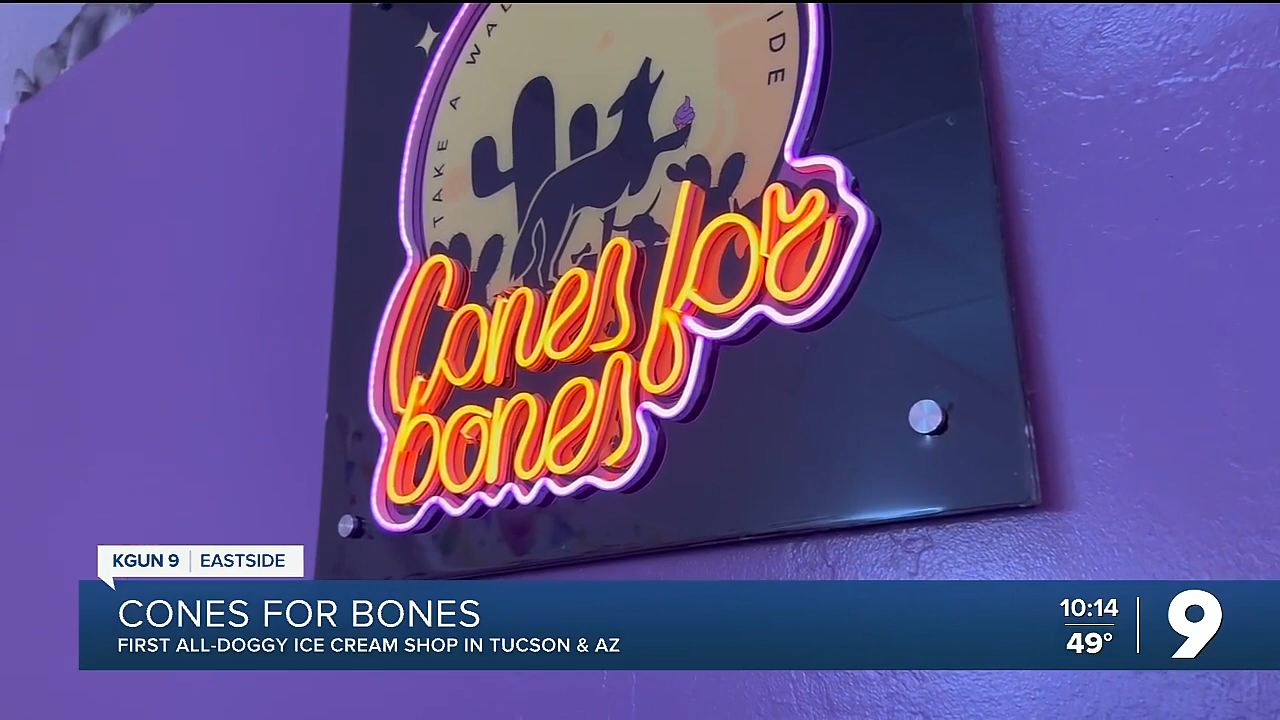 TAKE A
Cones for
bones
KGUN 9 | EASTSIDE
CONES FOR BONES
FIRST ALL-DOGGY ICE CREAM SHOP IN TUCSON & AZ
10:14
49°
9